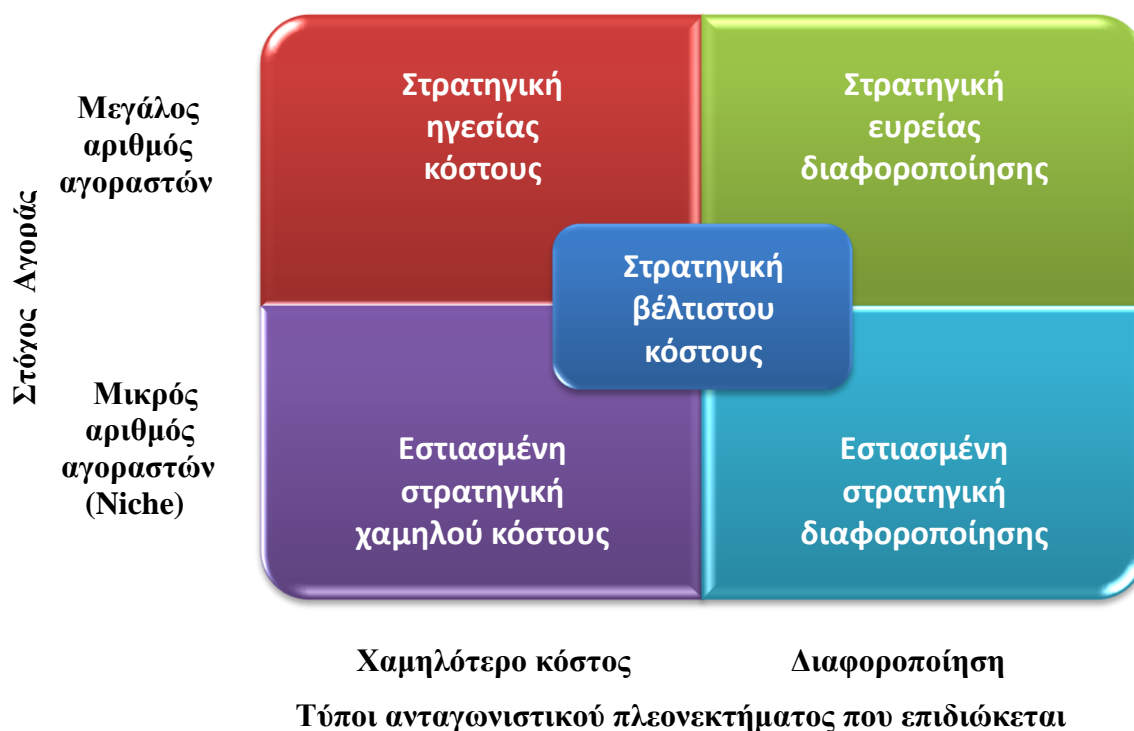 Στόχος Αγοράς
Μεγάλος
αριθμός
αγοραστών
Στρατηγική
ηγεσίας
κόστους
Στρατηγική
ευρείας
διαφοροποίησης
Στρατηγική
βέλτιστου
κόστους
Μικρός
αριθμός
αγοραστών
(Niche)
Εστιασμένη
στρατηγική
χαμηλού κόστους
Εστιασμένη
στρατηγική
διαφοροποίησης
Χαμηλότερο κόστος
Διαφοροποίηση
Τύποι ανταγωνιστικού πλεονεκτήματος που επιδιώκεται